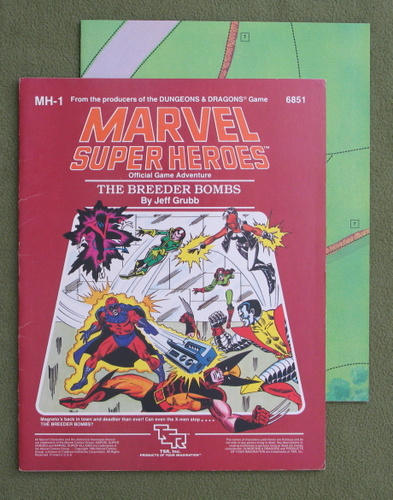 MH-1 From the producers of the DUNGEONS & DRAGONS® Game 6851
MARVEL
SUPER HEROES™
Official Game Adventure
THE BREEDER BOMBS
By Jeff Grubb
Magneto's back in town and deadlier than ever! Can even the X-men stop . . . .
THE BREEDER BOMBS?
TSR
TSR, Inc.
PRODUCTS OF YOUR IMAGINATION™
7
7